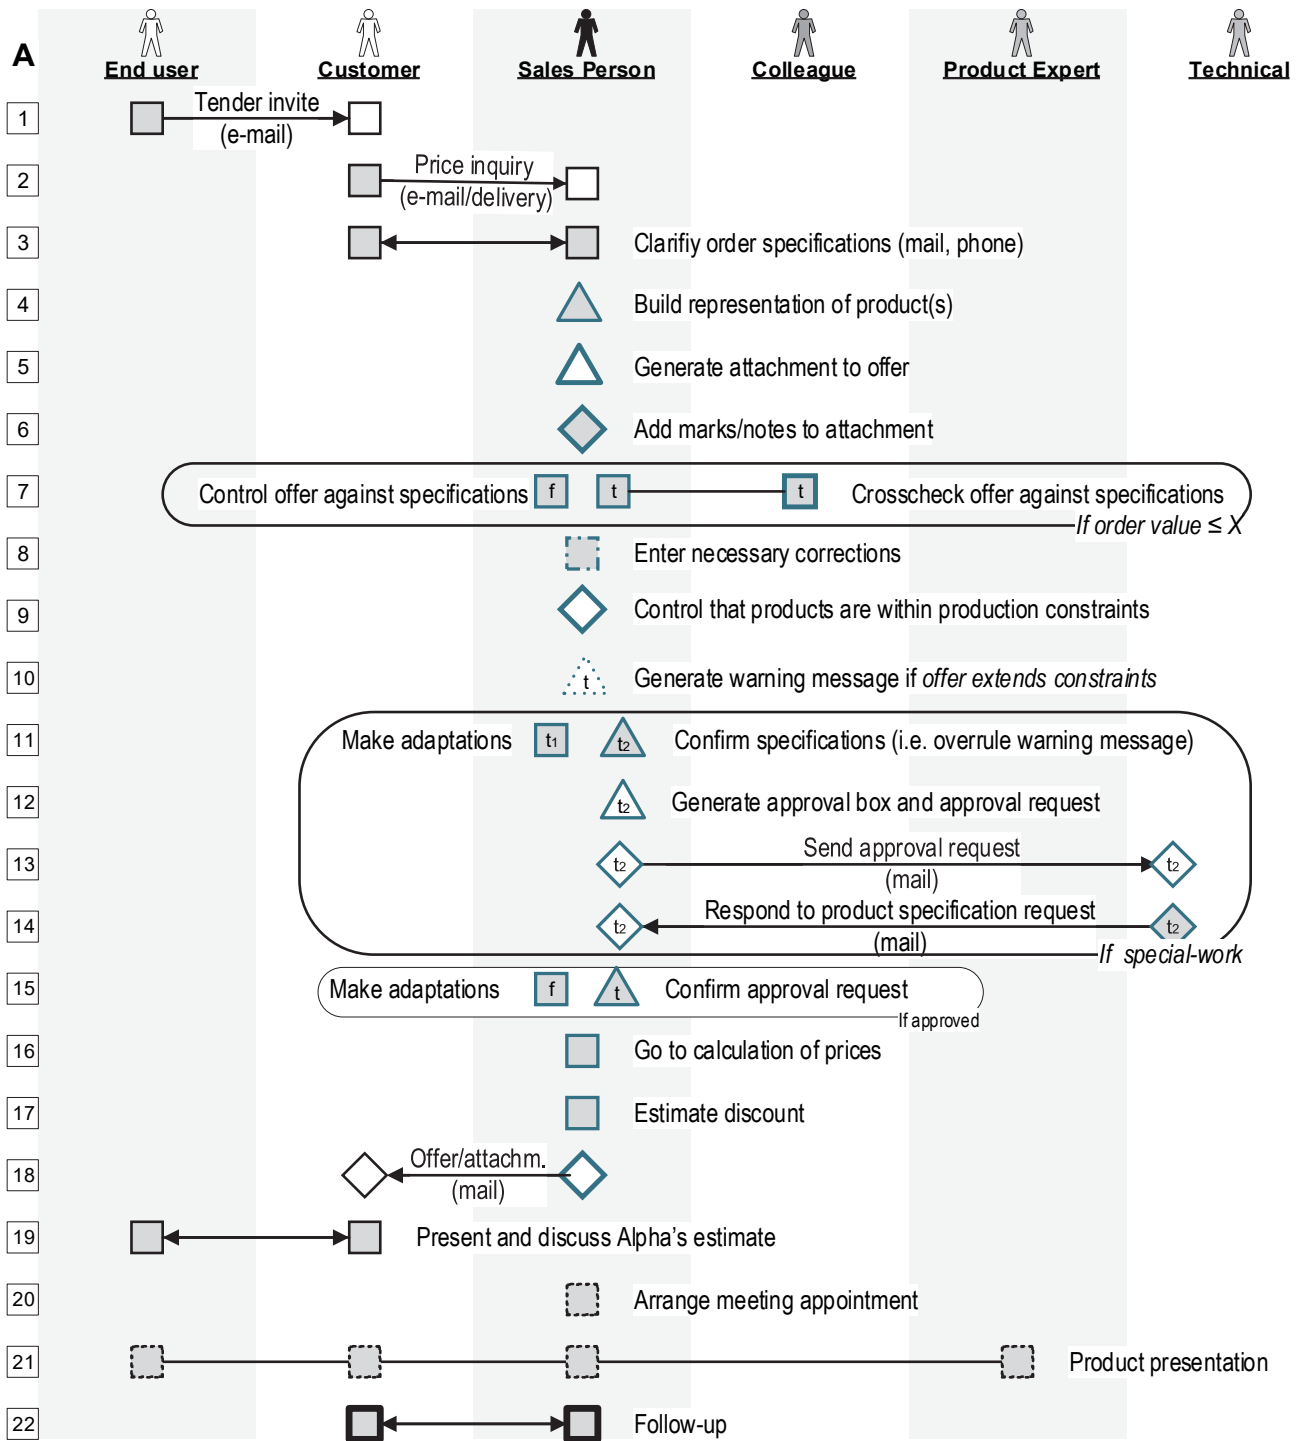 A
End user
Customer
Sales Person
Colleague
Product Expert
Technical
1
Tender invite
(e-mail)
2
Price inquiry
(e-mail/delivery)
3
Clarifiy order specifications (mail, phone)
4
Build representation of product(s)
5
Generate attachment to offer
6
Add marks/notes to attachment
7
Control offer against specifications
f
t
t
Crosscheck offer against specifications
If order value ≤ X
8
Enter necessary corrections
9
Control that products are within production constraints
10
t
Generate warning message if offer extends constraints
11
Make adaptations
t1
t2
Confirm specifications (i.e. overrule warning message)
12
t2
Generate approval box and approval request
13
t2
Send approval request
(mail)
t2
14
t2
Respond to product specification request
(mail)
t2
If special-work
15
Make adaptations
f
t
Confirm approval request
If approved
16
Go to calculation of prices
17
Estimate discount
18
Offer/attachm.
(mail)
19
Present and discuss Alpha's estimate
20
Arrange meeting appointment
21
Product presentation
22
Follow-up